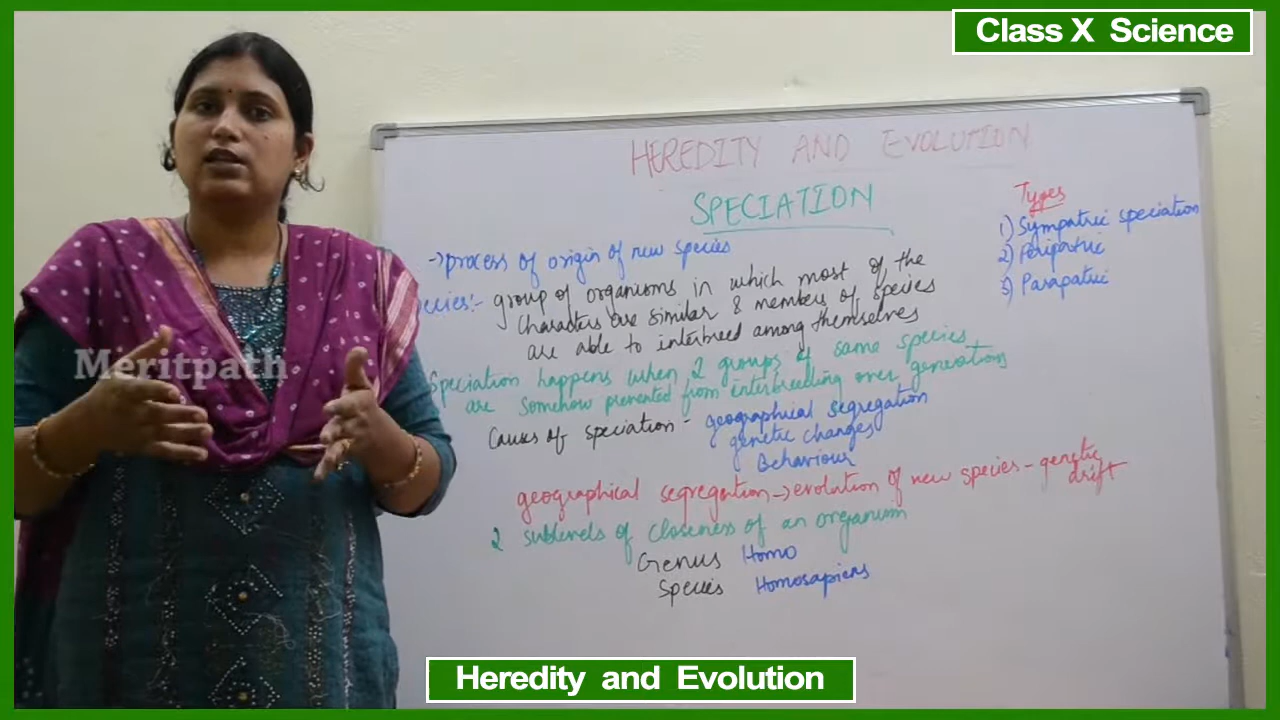 Class X Science
HEREDITY AND EVOLUTION
SPECIATION
→ process of origin of new species
ecies:- group of organisms in which most of the
characters are similar & members of species
are able to interbreed among themselves
Speciation happens when 2 groups of same species
are somehow prevented from interbreeding over generations
Causes of speciation - geographical segregation
genetic changes
Behaviour
geographical segregation → evolution of new species - genetic
drift
2 sublevels of closeness of an organism
Genus Homo
Species Homosapiens
Types
1) Sympatric speciation
2) Peripatric
3) Parapatric
Meritpath
Heredity and Evolution